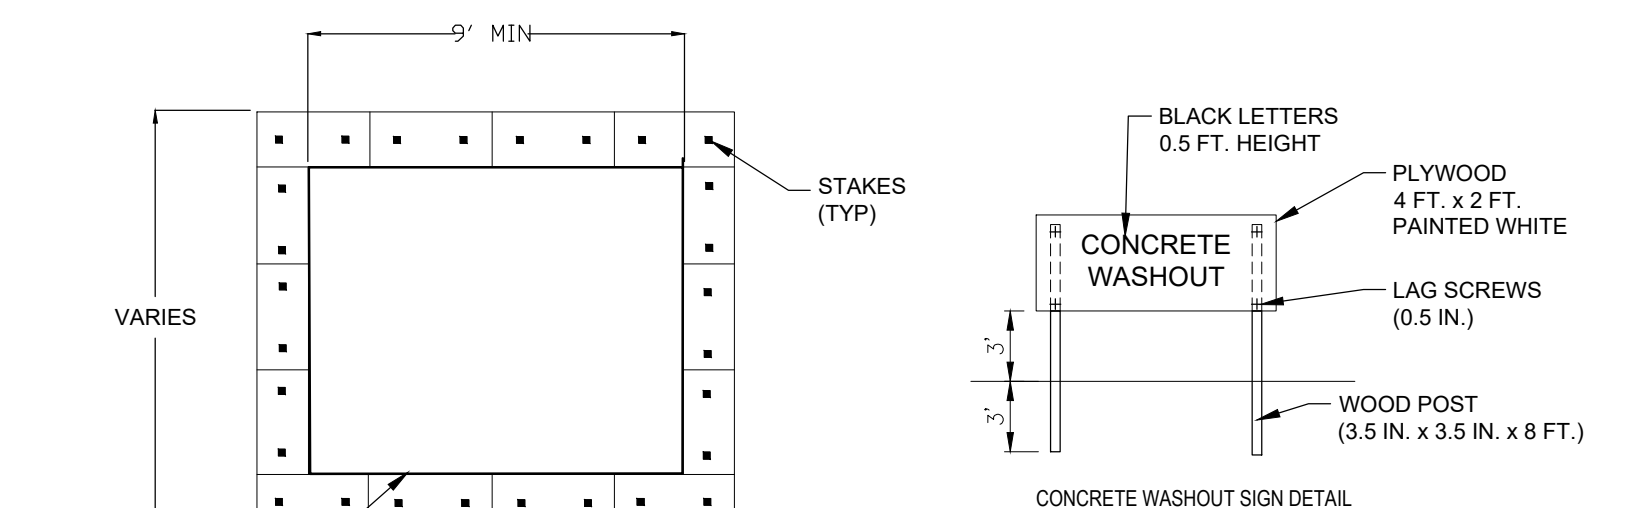 9' MIN
VARIES
STAKES
(TYP)
BLACK LETTERS
0.5 FT. HEIGHT
PLYWOOD
4 FT. x 2 FT.
PAINTED WHITE
CONCRETE
WASHOUT
LAG SCREWS
(0.5 IN.)
3'
3'
WOOD POST
(3.5 IN. x 3.5 IN. x 8 FT.)
CONCRETE WASHOUT SIGN DETAIL